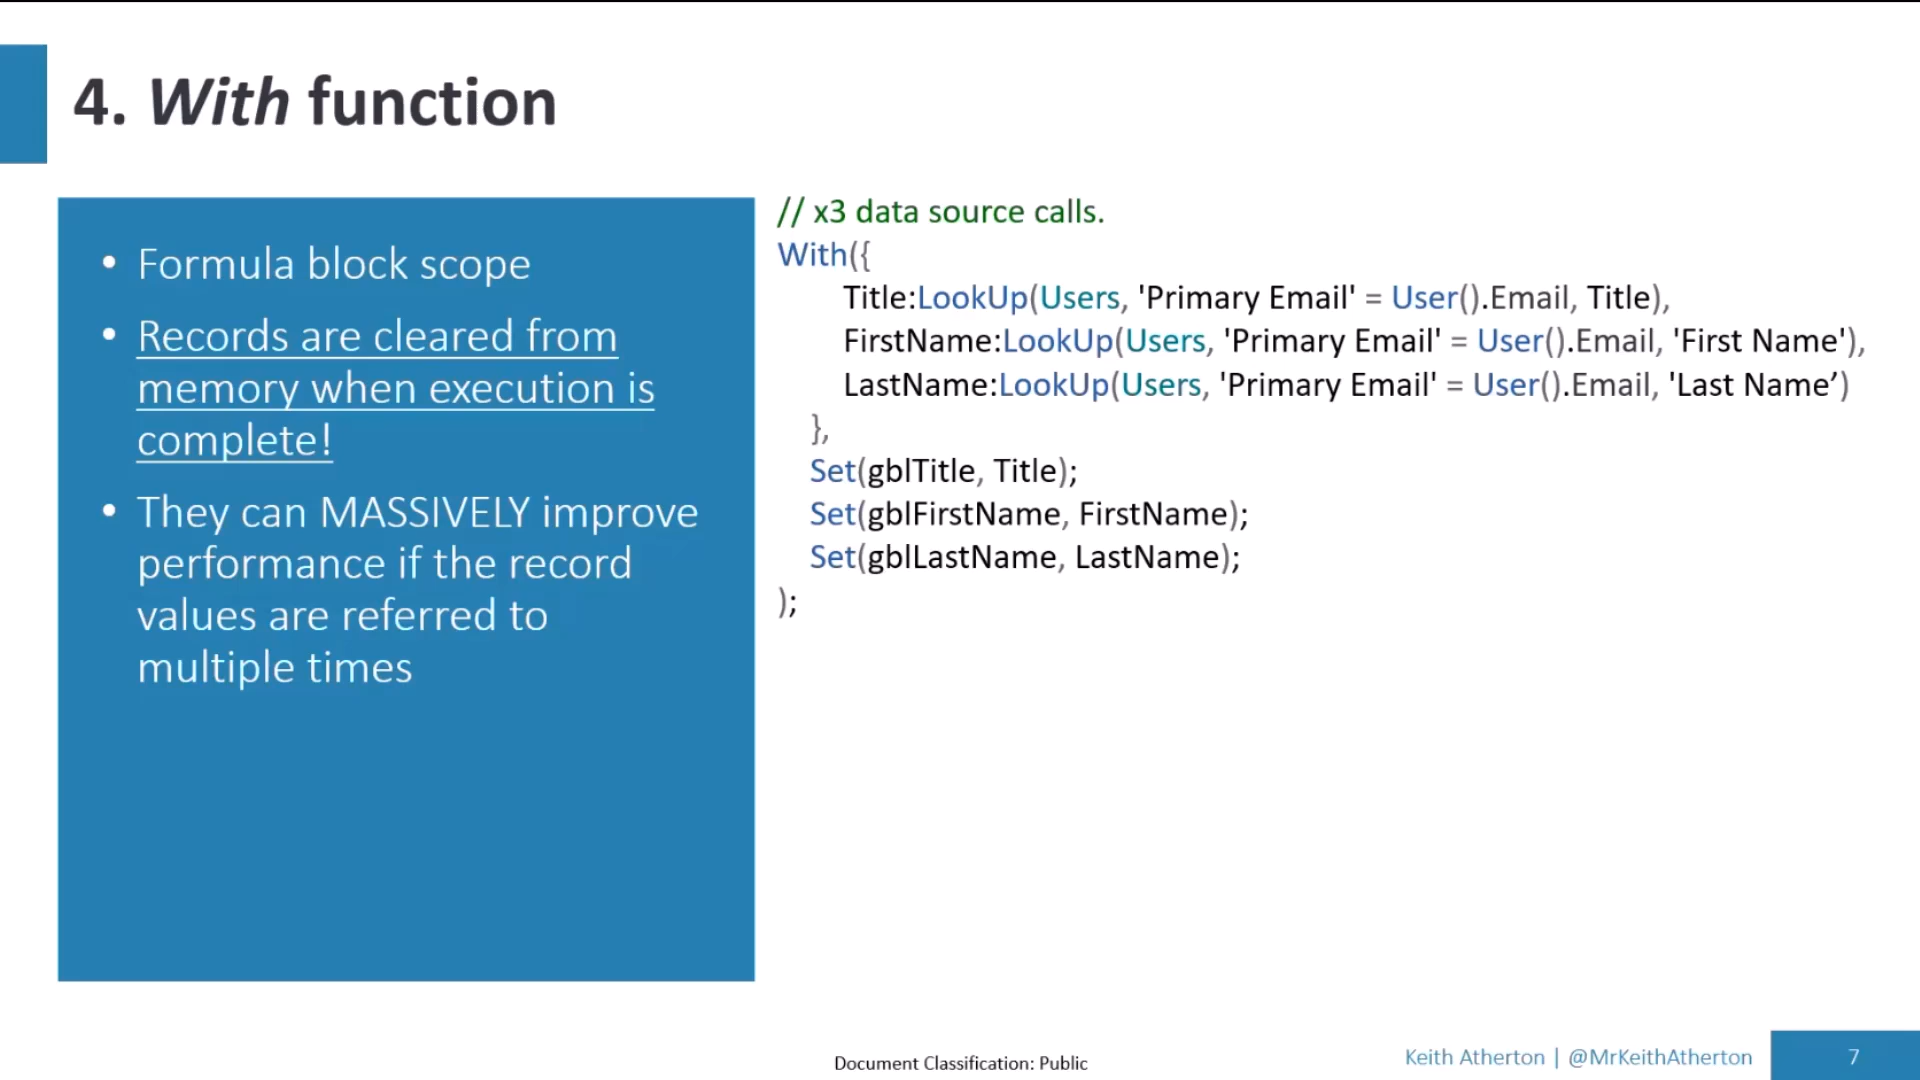 4. With function
• Formula block scope
• Records are cleared from
memory when execution is
complete!
• They can MASSIVELY improve
performance if the record
values are referred to
multiple times
// x3 data source calls.
With({
Title:LookUp(Users, 'Primary Email' = User().Email, Title),
FirstName:LookUp(Users, 'Primary Email' = User().Email, 'First Name'),
LastName:LookUp(Users, 'Primary Email' = User().Email, 'Last Name’)
},
Set(gblTitle, Title);
Set(gblFirstName, FirstName);
Set(gblLastName, LastName);
);
Document Classification: Public
Keith Atherton | @MrKeithAtherton
7